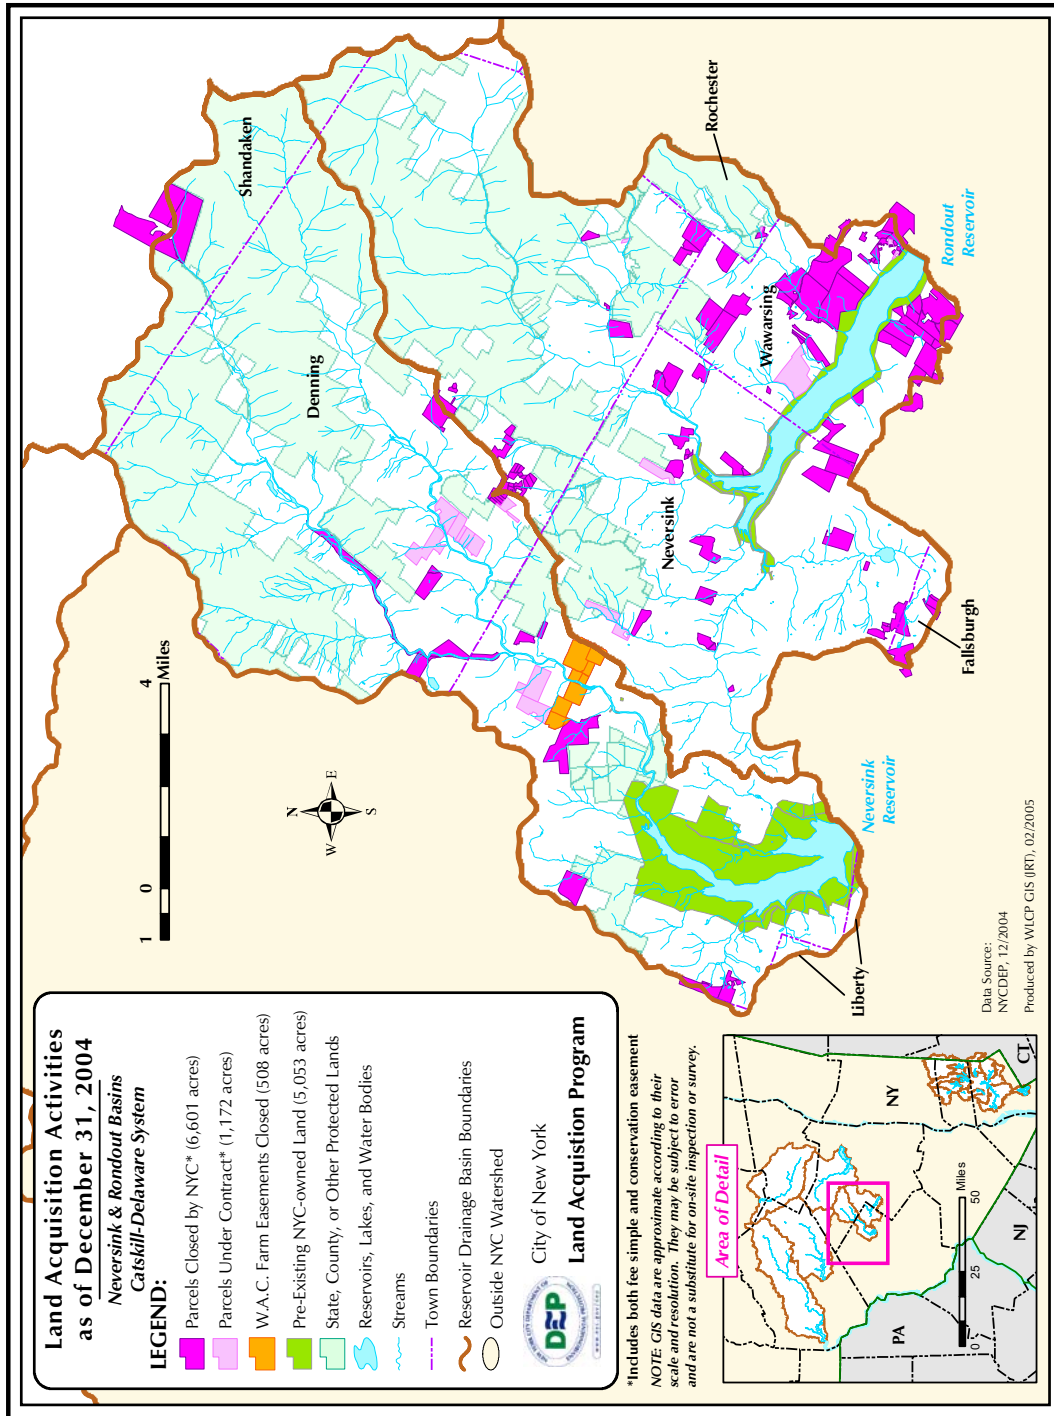 Land Acquisition Activities
as of December 31, 2004
Neversink & Rondout Basins
Catskill-Delaware System
LEGEND:
Parcels Closed by NYC* (6,601 acres)
Parcels Under Contract* (1,172 acres)
W.A.C. Farm Easements Closed (508 acres)
Pre-Existing NYC-owned Land (5,053 acres)
State, County, or Other Protected Lands
Reservoirs, Lakes, and Water Bodies
Streams
Town Boundaries
Reservoir Drainage Basin Boundaries
Outside NYC Watershed
DEP
City of New York
Land Acquistion Program
*Includes both fee simple and conservation easement
NOTE: GIS data are approximate according to their
scale and resolution. They may be subject to error
and are not a substitute for on-site inspection or survey.
Area of Detail
NY
CT
PA
NJ
0 25 50
Miles
1 0 4
Miles
N
W E
S
Shandaken
Denning
Rochester
Wawarsing
Neversink
Fallsburgh
Liberty
Rondout
Reservoir
Neversink
Reservoir
Data Source:
NYCDEP, 12/2004
Produced by WLCP GIS (JRT), 02/2005